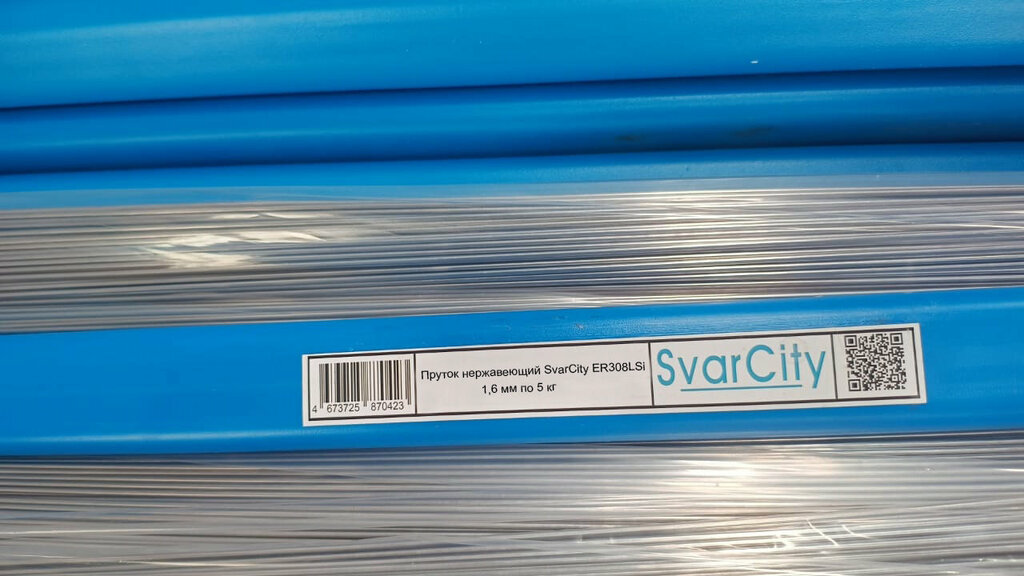 Пруток нержавеющий SvarCity ER308LSi
1,6 мм по 5 кг
4 673725 870423
SvarCity